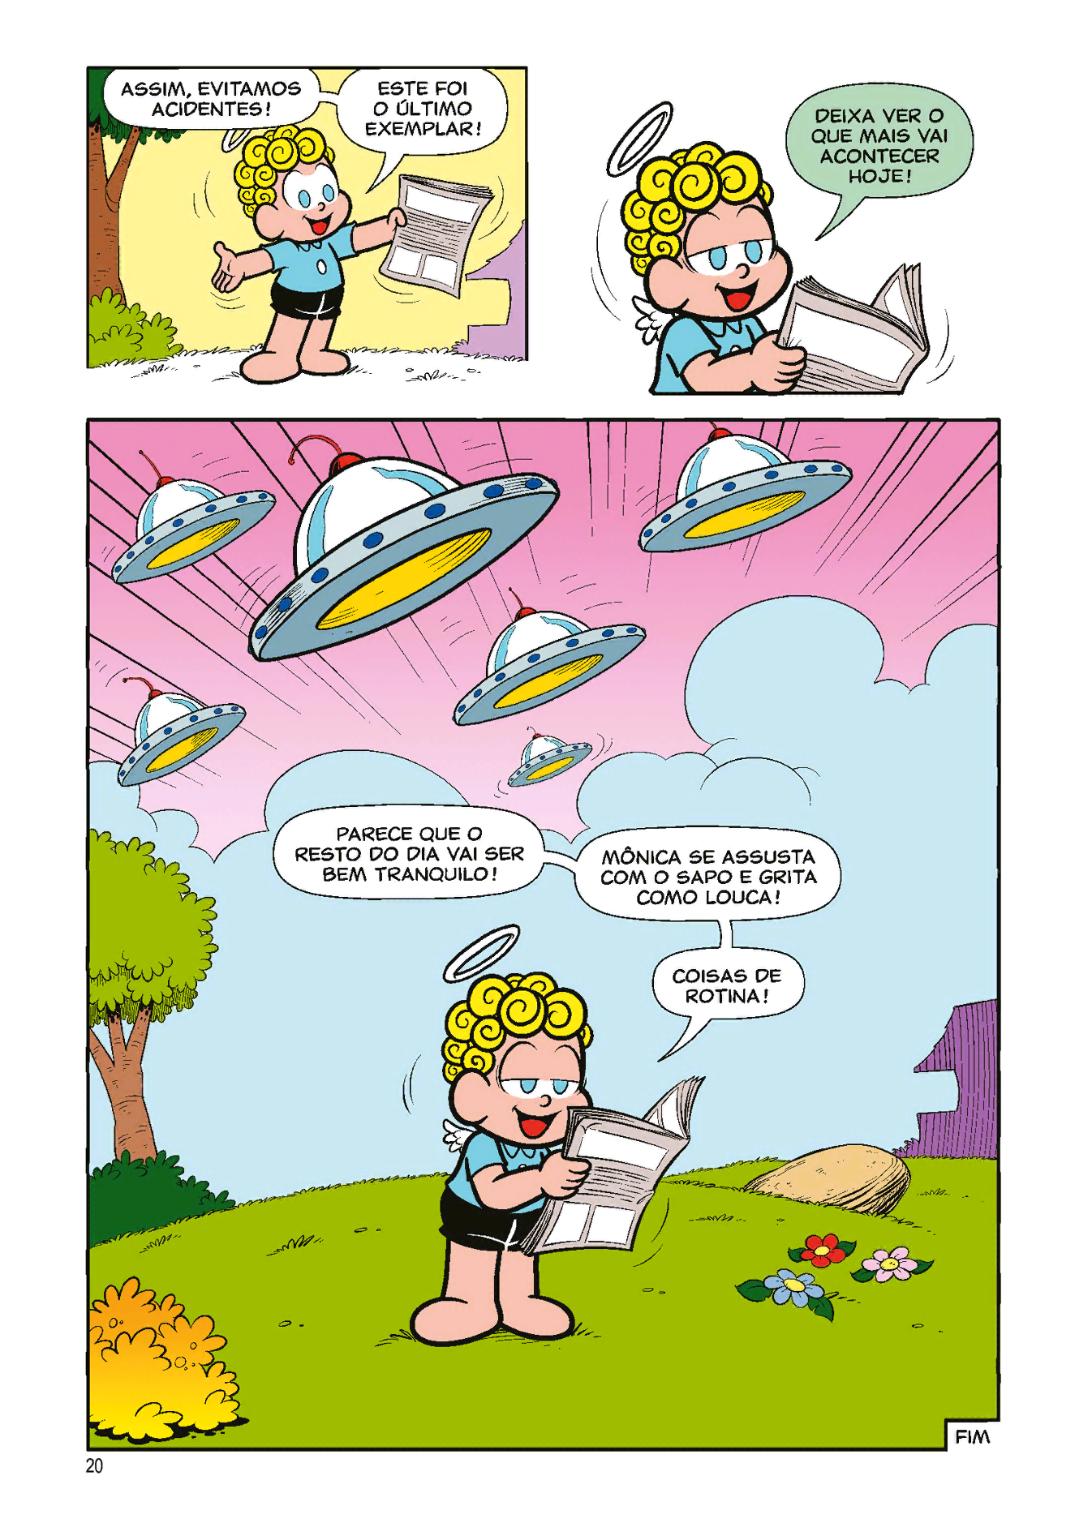 ASSIM, EVITAMOS
ACIDENTES!
ESTE FOI
O ÚLTIMO
EXEMPLAR!
DEIXA VER O
QUE MAIS VAI
ACONTECER
HOJE!
PARECE QUE O
RESTO DO DIA VAI SER
BEM TRANQUILO!
MÔNICA SE ASSUSTA
COM O SAPO E GRITA
COMO LOUCA!
COISAS DE
ROTINA!
FIM
20